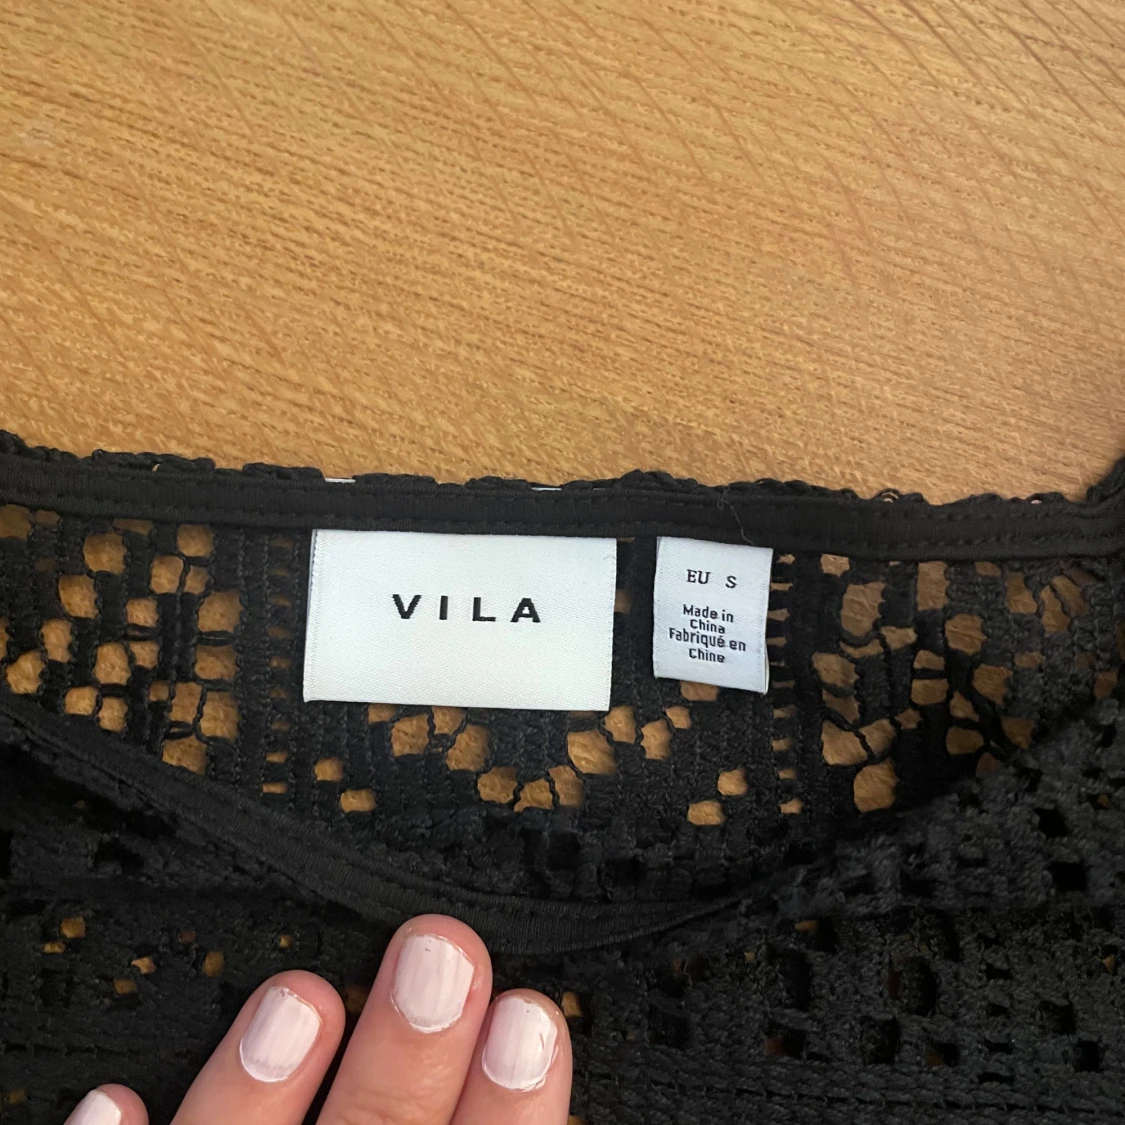 VILA
EU S
Made in
China
Fabriqué en
Chine